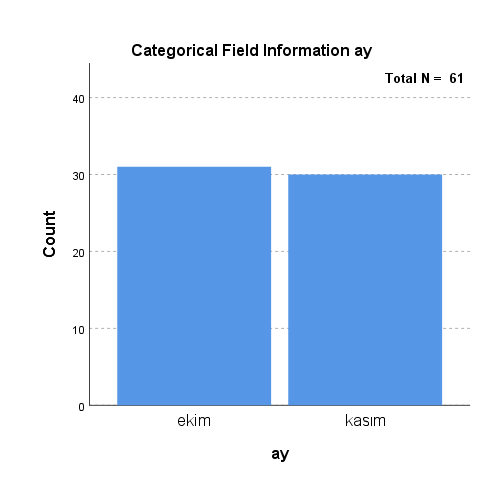 Categorical Field Information ay
Total N = 61
40
30
20
10
0
Count
ekim kasım
ay